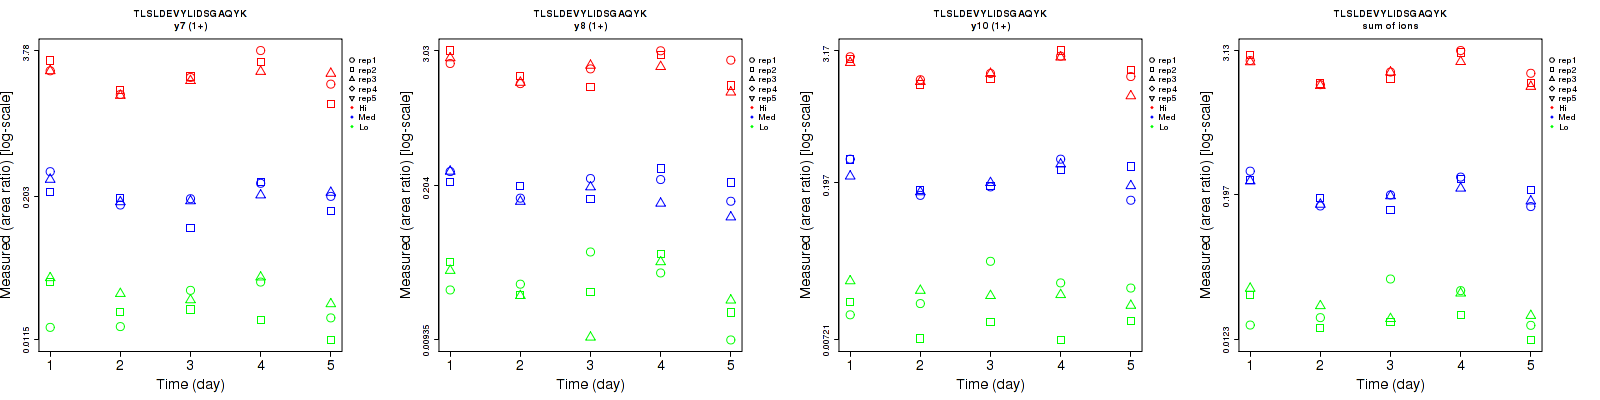 TLSLDEVYLIDSGAQYK
y7 (1+)
Measured (area ratio) [log-scale]
3.78
0.203
0.015
1 2 3 4 5
Time (day)
rep1
rep2
rep3
rep4
rep5
Hi
Med
Lo
TLSLDEVYLIDSGAQYK
y8 (1+)
Measured (area ratio) [log-scale]
3.03
0.204
0.00935
1 2 3 4 5
Time (day)
rep1
rep2
rep3
rep4
rep5
Hi
Med
Lo
TLSLDEVYLIDSGAQYK
y10 (1+)
Measured (area ratio) [log-scale]
3.17
0.197
0.00721
1 2 3 4 5
Time (day)
rep1
rep2
rep3
rep4
rep5
Hi
Med
Lo
TLSLDEVYLIDSGAQYK
sum of ions
Measured (area ratio) [log-scale]
3.13
0.197
0.0123
1 2 3 4 5
Time (day)
rep1
rep2
rep3
rep4
rep5
Hi
Med
Lo